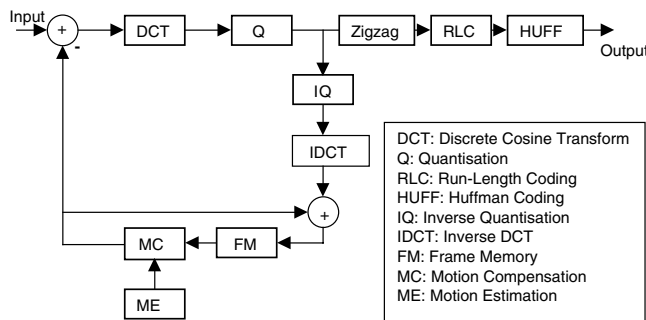 Input
+
-
DCT
Q
Zigzag
RLC
HUFF
Output
IQ
IDCT
+
MC
FM
ME
DCT: Discrete Cosine Transform
Q: Quantisation
RLC: Run-Length Coding
HUFF: Huffman Coding
IQ: Inverse Quantisation
IDCT: Inverse DCT
FM: Frame Memory
MC: Motion Compensation
ME: Motion Estimation